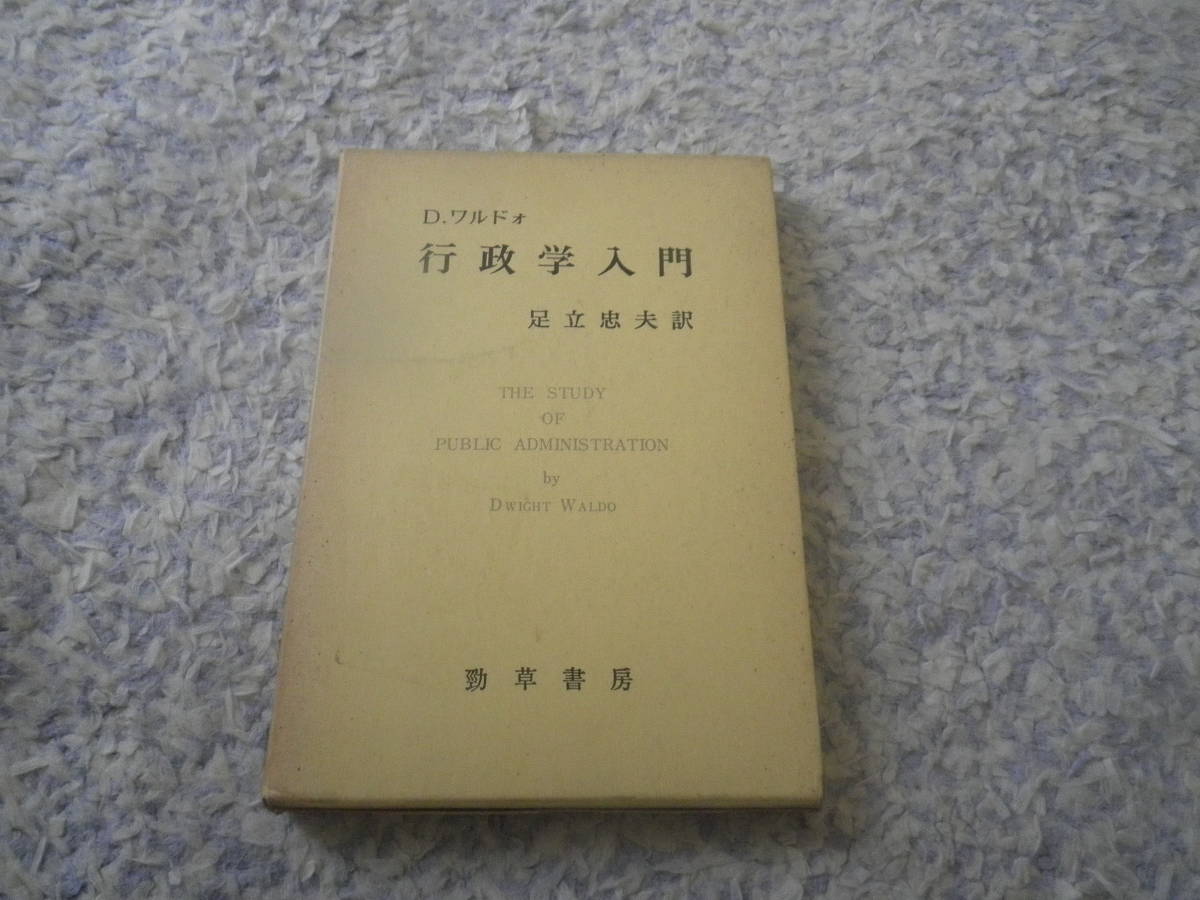 D.ワルドォ
行政学入門
足立忠夫訳
THE STUDY
OF
PUBLIC ADMINISTRATION
by
DWIGHT WALDO
勁草書房